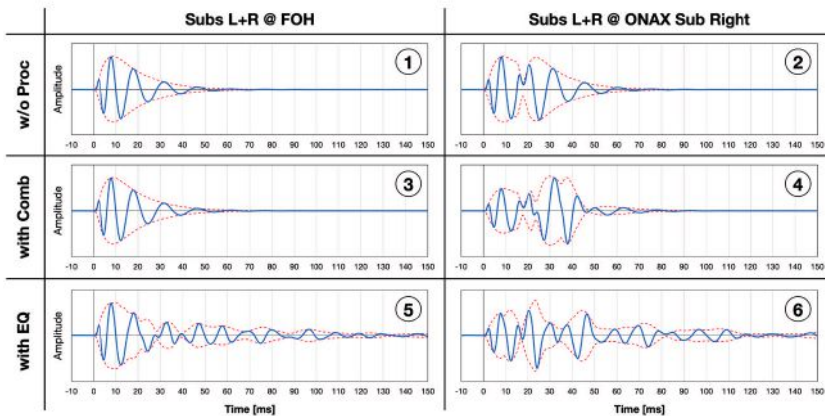 Subs L+R @ FOH
Subs L+R @ ONAX Sub Right
w/o Proc
Amplitude
1
2
-10 0 10 20 30 40 50 60 70 80 90 100 110 120 130 140 150
-10 0 10 20 30 40 50 60 70 80 90 100 110 120 130 140 150
with Comb
Amplitude
3
4
-10 0 10 20 30 40 50 60 70 80 90 100 110 120 130 140 150
-10 0 10 20 30 40 50 60 70 80 90 100 110 120 130 140 150
with EQ
Amplitude
5
6
-10 0 10 20 30 40 50 60 70 80 90 100 110 120 130 140 150
-10 0 10 20 30 40 50 60 70 80 90 100 110 120 130 140 150
Time [ms]
Time [ms]